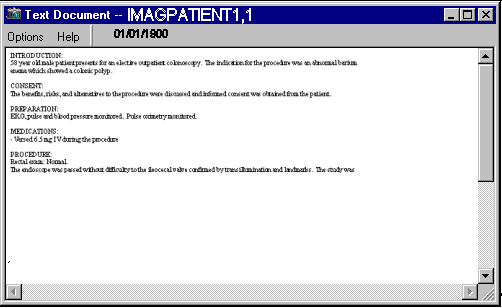 Text Document -- IMAGPATIENT1,1
Options Help 01/01/1900
INTRODUCTION:
58 year old male patient presents for an elective outpatient colonoscopy. The indication for the procedure was an abnormal barium
enema which showed a colonic polyp.
CONSENT:
The benefits, risks, and alternatives to the procedure were discussed and informed consent was obtained from the patient.
PREPARATION:
EKG, pulse and blood pressure monitored. Pulse oximetry monitored.
MEDICATIONS:
- Versed 6.5 mg IV during the procedure
PROCEDURE:
Rectal exam: Normal.
The endoscope was passed without difficulty to the ileocecal valve confirmed by transillumination and landmarks. The study was